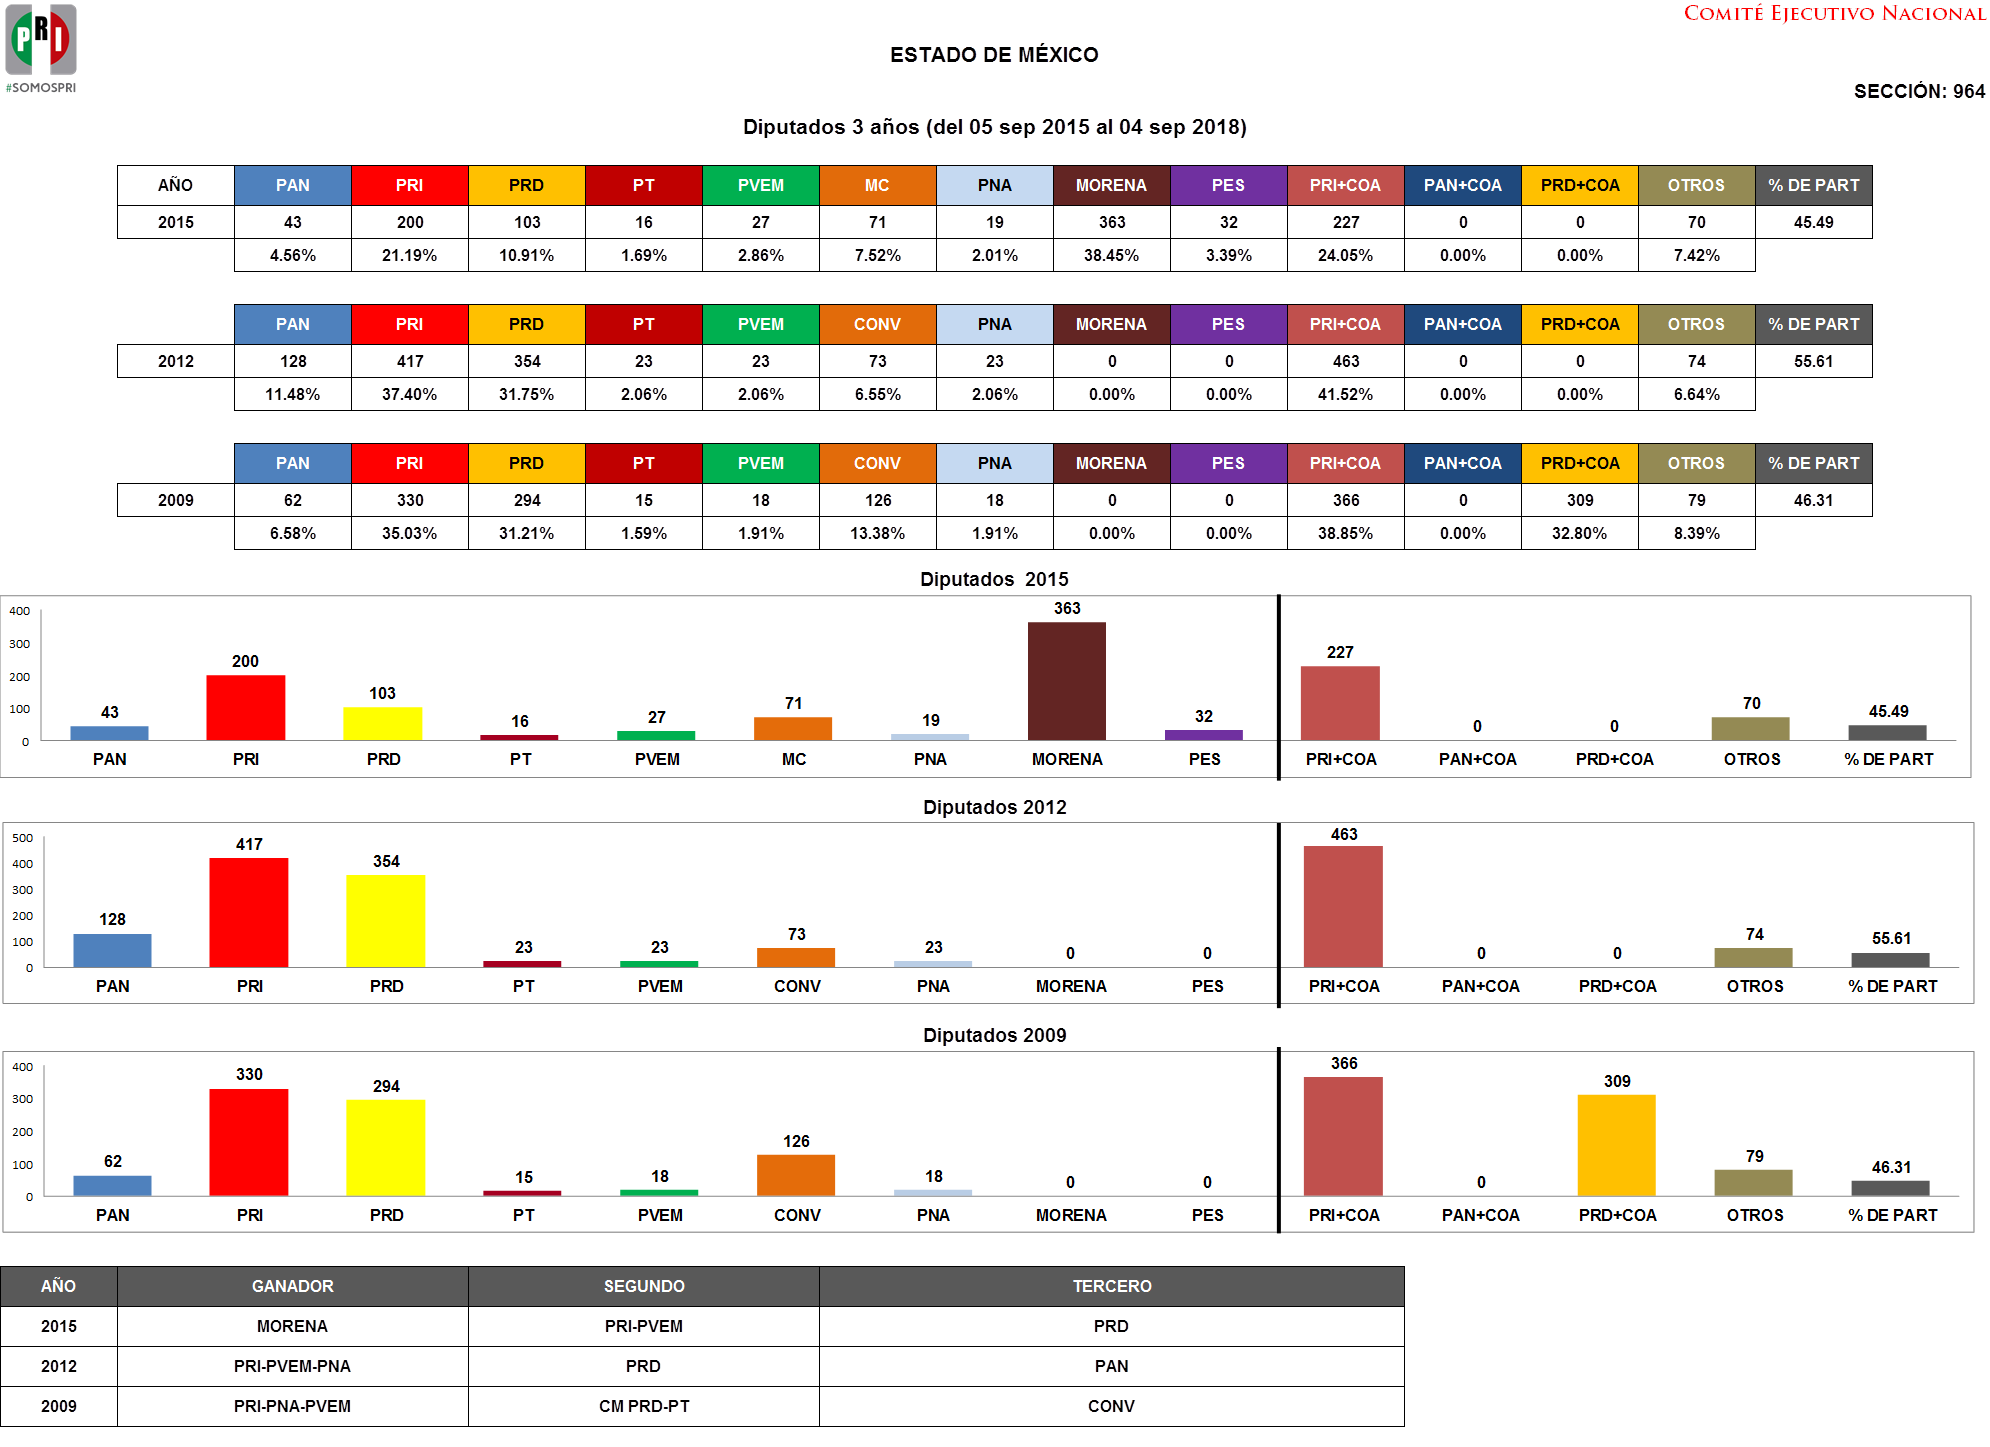 PRI
#SOMOSPRI
COMITÉ EJECUTIVO NACIONAL
ESTADO DE MÉXICO
SECCIÓN: 964
Diputados 3 años (del 05 sep 2015 al 04 sep 2018)
AÑO PAN PRI PRD PT PVEM MC PNA MORENA PES PRI+COA PAN+COA PRD+COA OTROS % DE PART
2015 43 200 103 16 27 71 19 363 32 227 0 0 70 45.49
4.56% 21.19% 10.91% 1.69% 2.86% 7.52% 2.01% 38.45% 3.39% 24.05% 0.00% 0.00% 7.42%
PAN PRI PRD PT PVEM CONV PNA MORENA PES PRI+COA PAN+COA PRD+COA OTROS % DE PART
2012 128 417 354 23 23 73 23 0 0 463 0 0 74 55.61
11.48% 37.40% 31.75% 2.06% 2.06% 6.55% 2.06% 0.00% 0.00% 41.52% 0.00% 0.00% 6.64%
PAN PRI PRD PT PVEM CONV PNA MORENA PES PRI+COA PAN+COA PRD+COA OTROS % DE PART
2009 62 330 294 15 18 126 18 0 0 366 0 309 79 46.31
6.58% 35.03% 31.21% 1.59% 1.91% 13.38% 1.91% 0.00% 0.00% 38.85% 0.00% 32.80% 8.39%
Diputados 2015
400
300
200
100
0
43 200 103 16 27 71 19 363 32 227 0 0 70 45.49
PAN PRI PRD PT PVEM MC PNA MORENA PES PRI+COA PAN+COA PRD+COA OTROS % DE PART
Diputados 2012
500
400
300
200
100
0
128 417 354 23 23 73 23 0 0 463 0 0 74 55.61
PAN PRI PRD PT PVEM CONV PNA MORENA PES PRI+COA PAN+COA PRD+COA OTROS % DE PART
Diputados 2009
400
300
200
100
0
62 330 294 15 18 126 18 0 0 366 0 309 79 46.31
PAN PRI PRD PT PVEM CONV PNA MORENA PES PRI+COA PAN+COA PRD+COA OTROS % DE PART
AÑO GANADOR SEGUNDO TERCERO
2015 MORENA PRI-PVEM PRD
2012 PRI-PVEM-PNA PRD PAN
2009 PRI-PNA-PVEM CM PRD-PT CONV